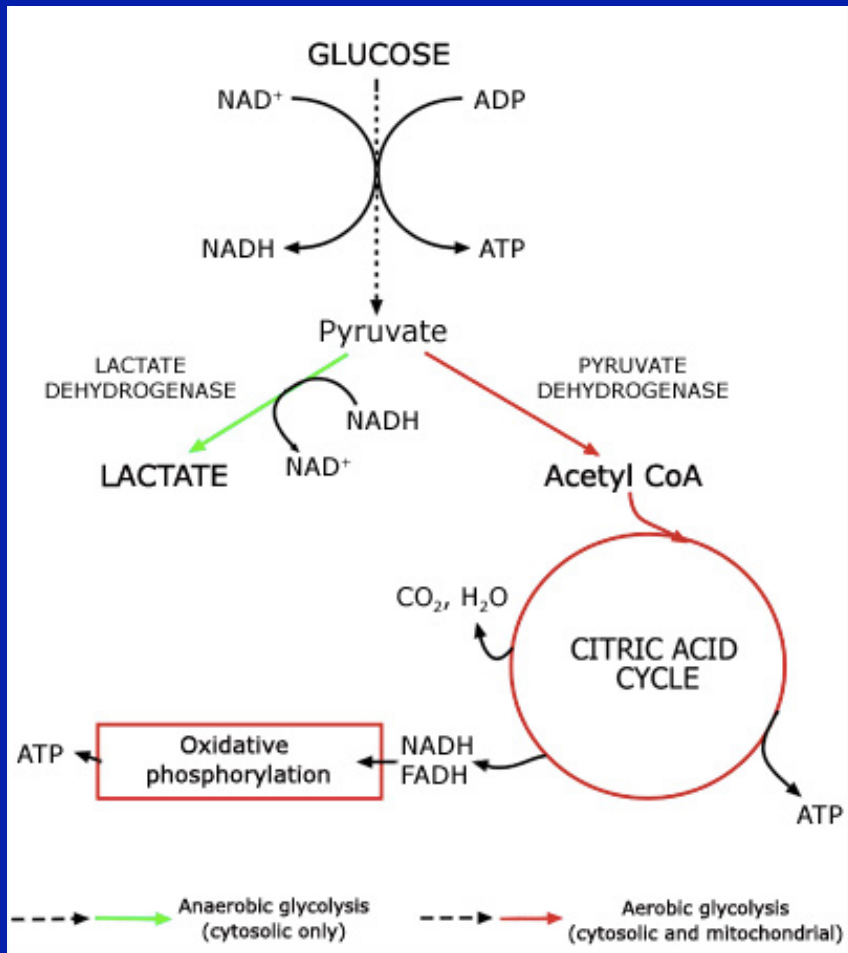 GLUCOSE
NAD⁺
ADP
NADH
ATP
Pyruvate
LACTATE
DEHYDROGENASE
PYRUVATE
DEHYDROGENASE
NADH
NAD⁺
LACTATE
Acetyl CoA
CO₂, H₂O
CITRIC ACID
CYCLE
ATP
Oxidative
phosphorylation
NADH
FADH
ATP
Anaerobic glycolysis
(cytosolic only)
Aerobic glycolysis
(cytosolic and mitochondrial)